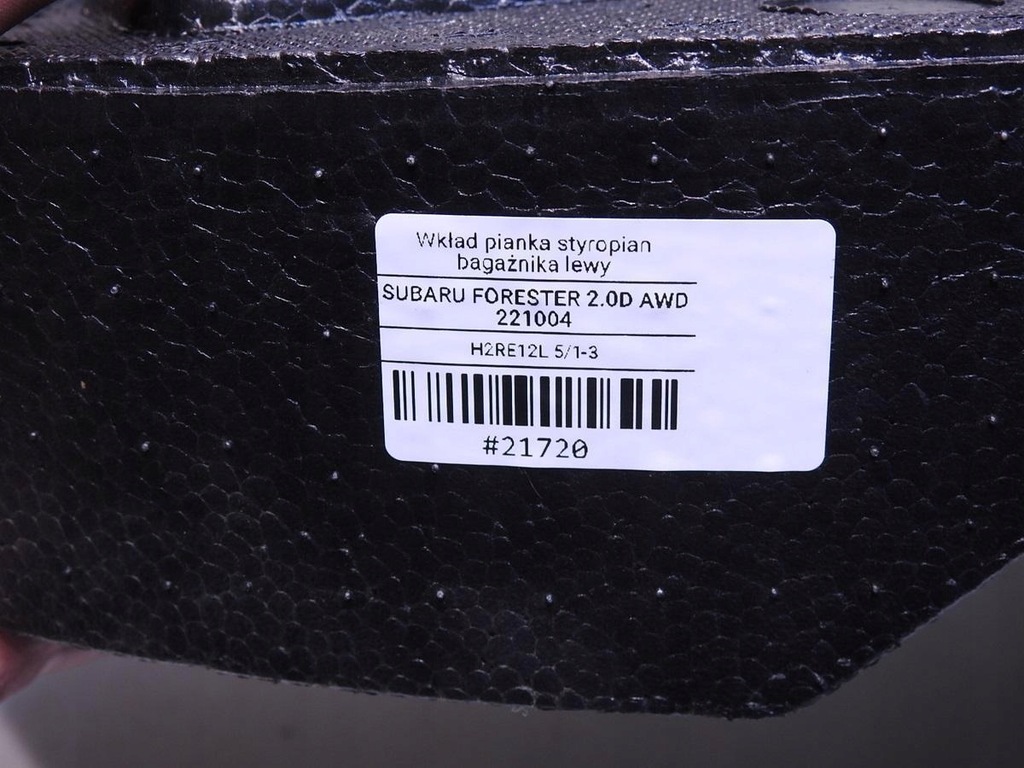 Wkład pianka styropian
bagażnika lewy
SUBARU FORESTER 2.0D AWD
221004
H2RE12L 5/1-3
#21720